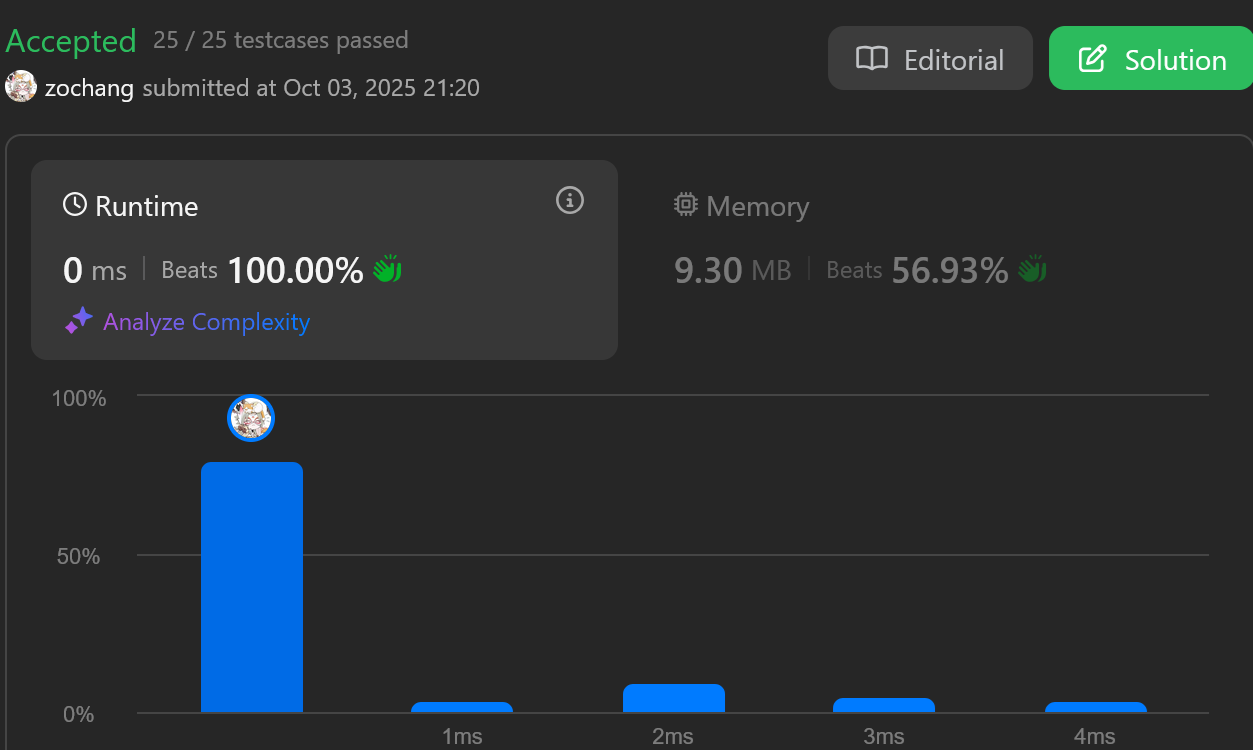 Accepted 25 / 25 testcases passed
Editorial
Solution
zochang submitted at Oct 03, 2025 21:20
Runtime
0 ms Beats 100.00%
Analyze Complexity
Memory
9.30 MB Beats 56.93%
100%
50%
0%
1ms 2ms 3ms 4ms